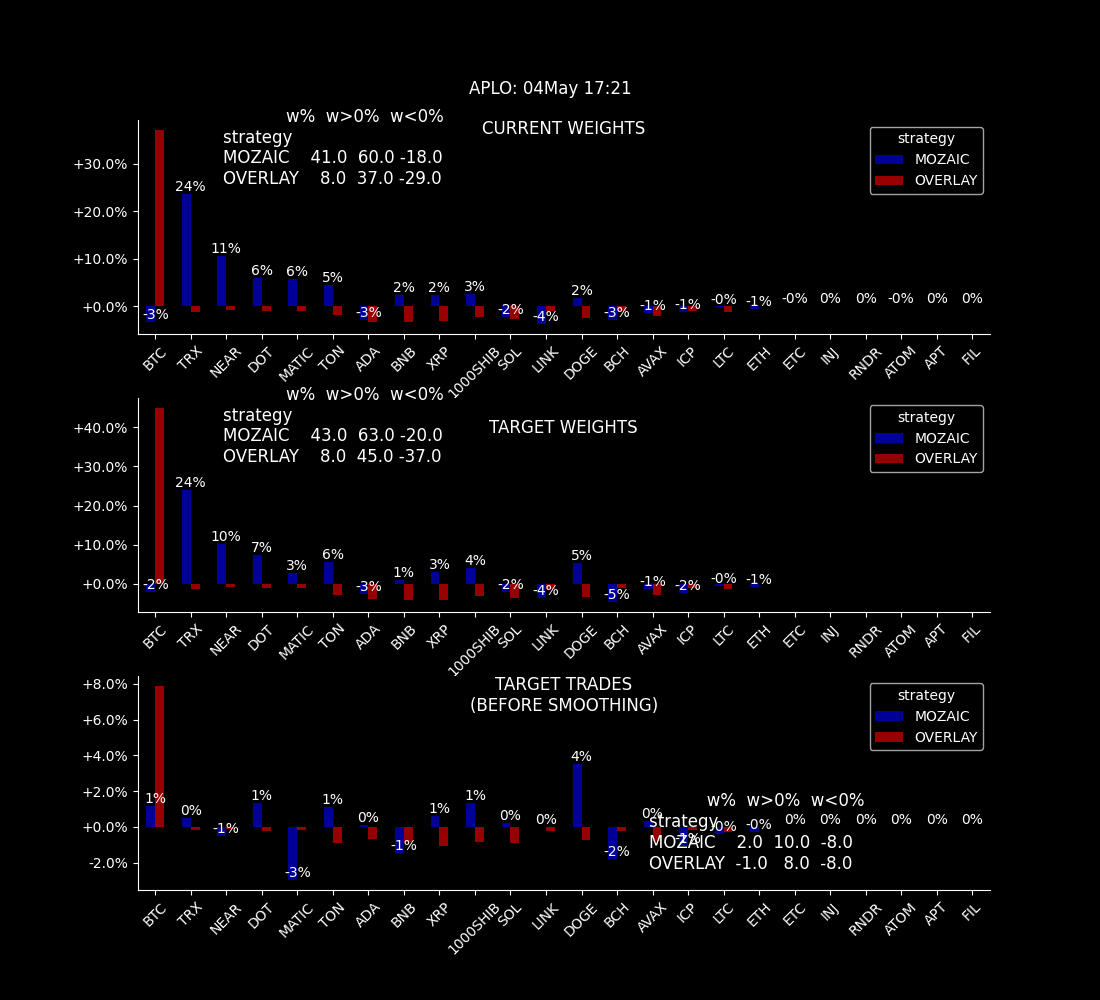 APLO: 04May 17:21
w% w>0% w<0%
CURRENT WEIGHTS
strategy
MOZAIC 41.0 60.0 -18.0
OVERLAY 8.0 37.0 -29.0
strategy
MOZAIC
OVERLAY
+30.0%
+20.0%
+10.0%
+0.0%
-3% 24% 11% 6% 6% 5% -3% 2% 2% 3% -2% -4% 2% -3% -1% -1% -0% -1% -0% 0% 0% -0% 0% 0%
BTC TRX NEAR DOT MATIC TON ADA BNB XRP 1000SHIB SOL LINK DOGE BCH AVAX ICP LTC ETH ETC INJ RNDR ATOM APT FIL
w% w>0% w<0%
TARGET WEIGHTS
strategy
MOZAIC 43.0 63.0 -20.0
OVERLAY 8.0 45.0 -37.0
strategy
MOZAIC
OVERLAY
+40.0%
+30.0%
+20.0%
+10.0%
+0.0%
-2% 24% 10% 7% 3% 6% -3% 1% 3% 4% -2% -4% 5% -5% -1% -2% -0% -1%
BTC TRX NEAR DOT MATIC TON ADA BNB XRP 1000SHIB SOL LINK DOGE BCH AVAX ICP LTC ETH ETC INJ RNDR ATOM APT FIL
TARGET TRADES
(BEFORE SMOOTHING)
strategy
MOZAIC
OVERLAY
+8.0%
+6.0%
+4.0%
+2.0%
+0.0%
-2.0%
1% 0% -1% 1% -3% 1% 0% -1% 1% 1% 0% 0% 4% -2% 0% -0% 0% 0% 0% 0% 0% 0%
w% w>0% w<0%
strategy
MOZAIC 2.0 10.0 -8.0
OVERLAY -1.0 8.0 -8.0
BTC TRX NEAR DOT MATIC TON ADA BNB XRP 1000SHIB SOL LINK DOGE BCH AVAX ICP LTC ETH ETC INJ RNDR ATOM APT FIL